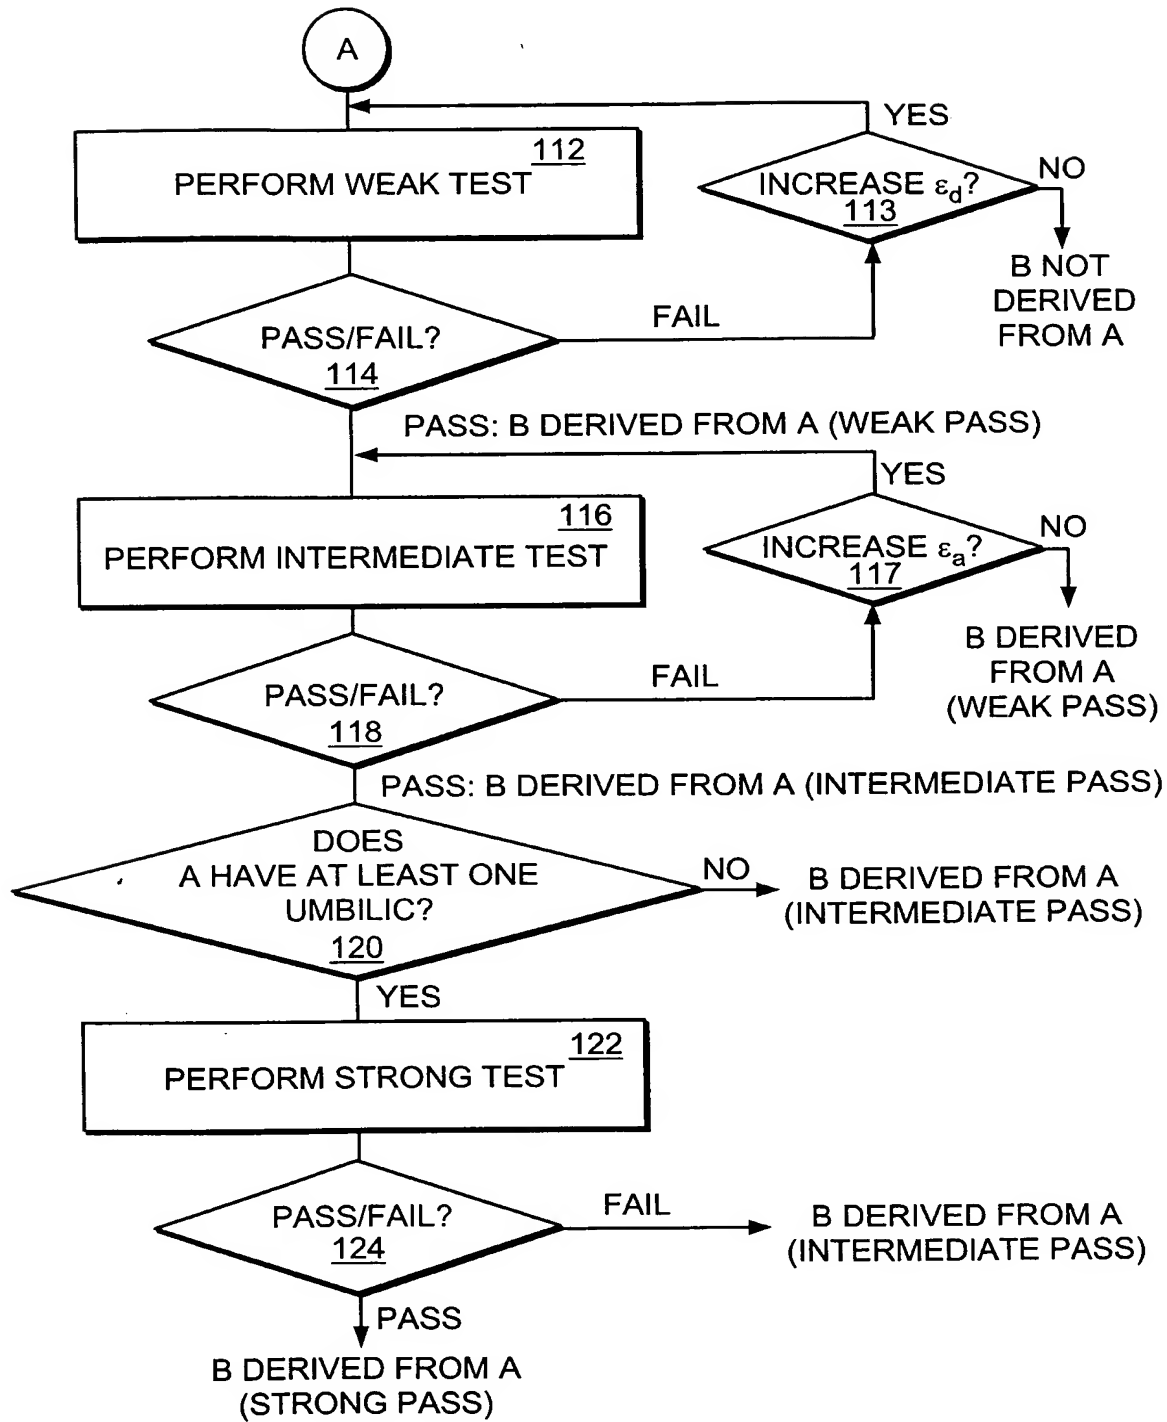 A
YES
112
PERFORM WEAK TEST
INCREASE εd?
113
NO
B NOT
DERIVED
FROM A
PASS/FAIL?
114
FAIL
PASS: B DERIVED FROM A (WEAK PASS)
YES
116
PERFORM INTERMEDIATE TEST
INCREASE εa?
117
NO
B DERIVED
FROM A
(WEAK PASS)
PASS/FAIL?
118
FAIL
PASS: B DERIVED FROM A (INTERMEDIATE PASS)
DOES
A HAVE AT LEAST ONE
UMBILIC?
120
NO
B DERIVED FROM A
(INTERMEDIATE PASS)
YES
122
PERFORM STRONG TEST
PASS/FAIL?
124
FAIL
B DERIVED FROM A
(INTERMEDIATE PASS)
PASS
B DERIVED FROM A
(STRONG PASS)